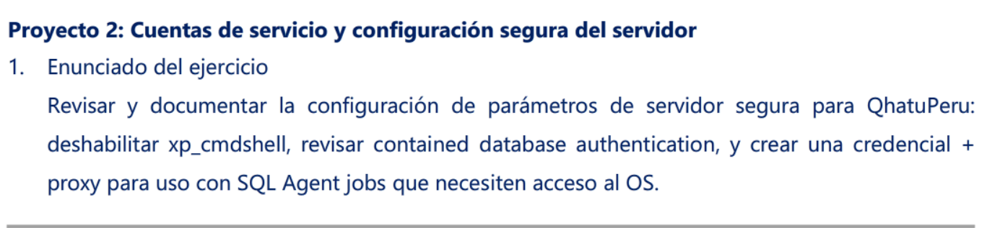 Proyecto 2: Cuentas de servicio y configuración segura del servidor
1. Enunciado del ejercicio
Revisar y documentar la configuración de parámetros de servidor segura para QhatuPeru:
deshabilitar xp_cmdshell, revisar contained database authentication, y crear una credencial +
proxy para uso con SQL Agent jobs que necesiten acceso al OS.